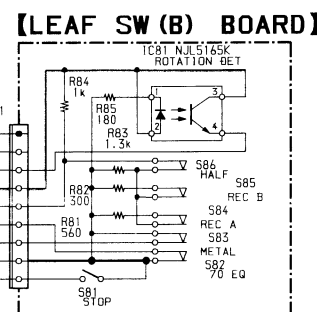 【LEAF SW(B) BOARD】
IC81 NJL5165K
ROTATION DET
R84
1k
1
3
R85
180
R83
1.3k
2
4
S86
HALF
R82
300
S85
REC B
S84
REC A
R81
560
S83
METAL
S82
70 EQ
S81
STOP